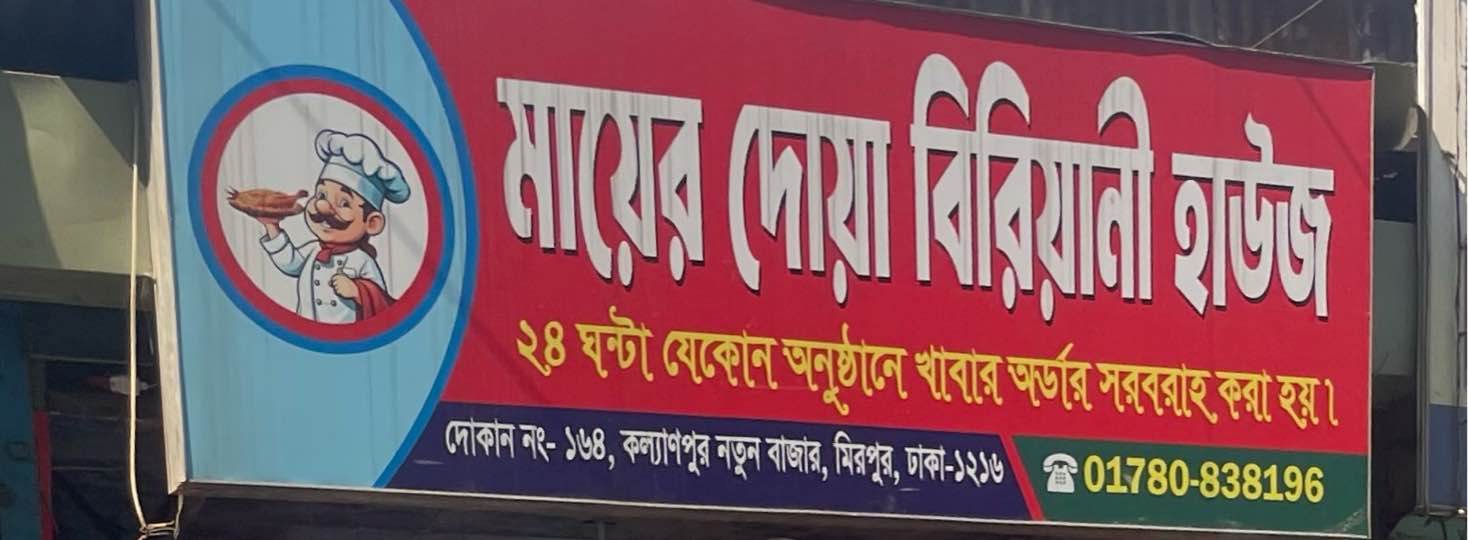 মায়ের দোয়া বিরিয়ানী হাউজ
২৪ ঘন্টা যেকোন অনুষ্ঠানে খাবার অর্ডার সরবরাহ করা হয়।
দোকান নং- ১৬৪, কল্যাণপুর নতুন বাজার, মিরপুর, ঢাকা-১২১৬
01780-838196